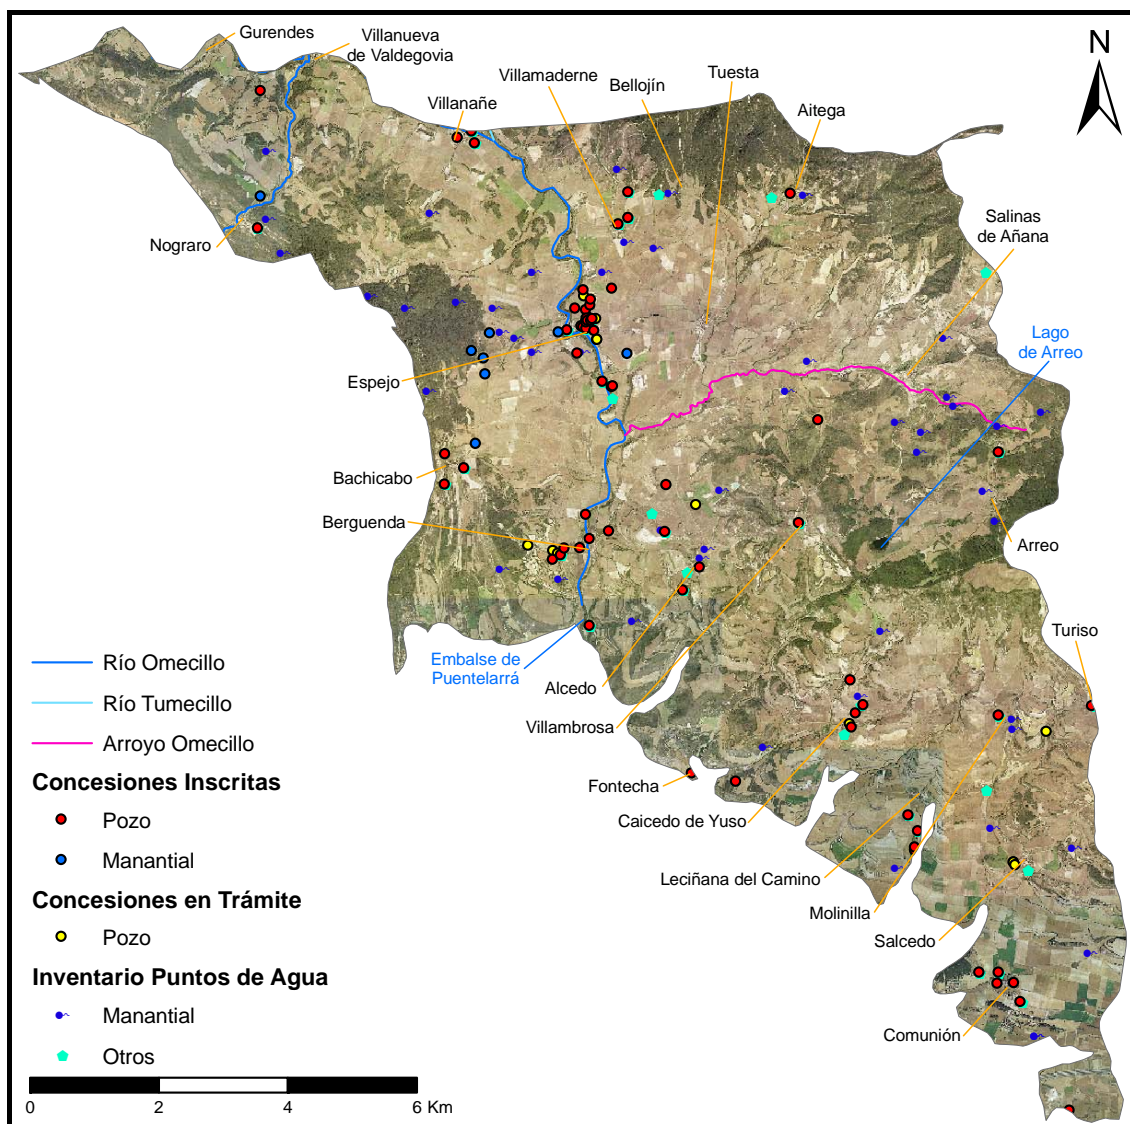 Gurendes
Villanueva
de Valdegovia
Villamaderne
Bellojín
Tuesta
N
Villanañe
Aitega
Salinas
de Añana
Nograro
Lago
de Arreo
Espejo
Bachicabo
Berguenda
Arreo
Turiso
Embalse de
Puentelarrá
Alcedo
Villambrosa
Fontecha
Caicedo de Yuso
Leciñana del Camino
Molinilla
Salcedo
Comunión
Río Omecillo
Río Tumecillo
Arroyo Omecillo
Concesiones Inscritas
Pozo
Manantial
Concesiones en Trámite
Pozo
Inventario Puntos de Agua
Manantial
Otros
0 2 4 6 Km